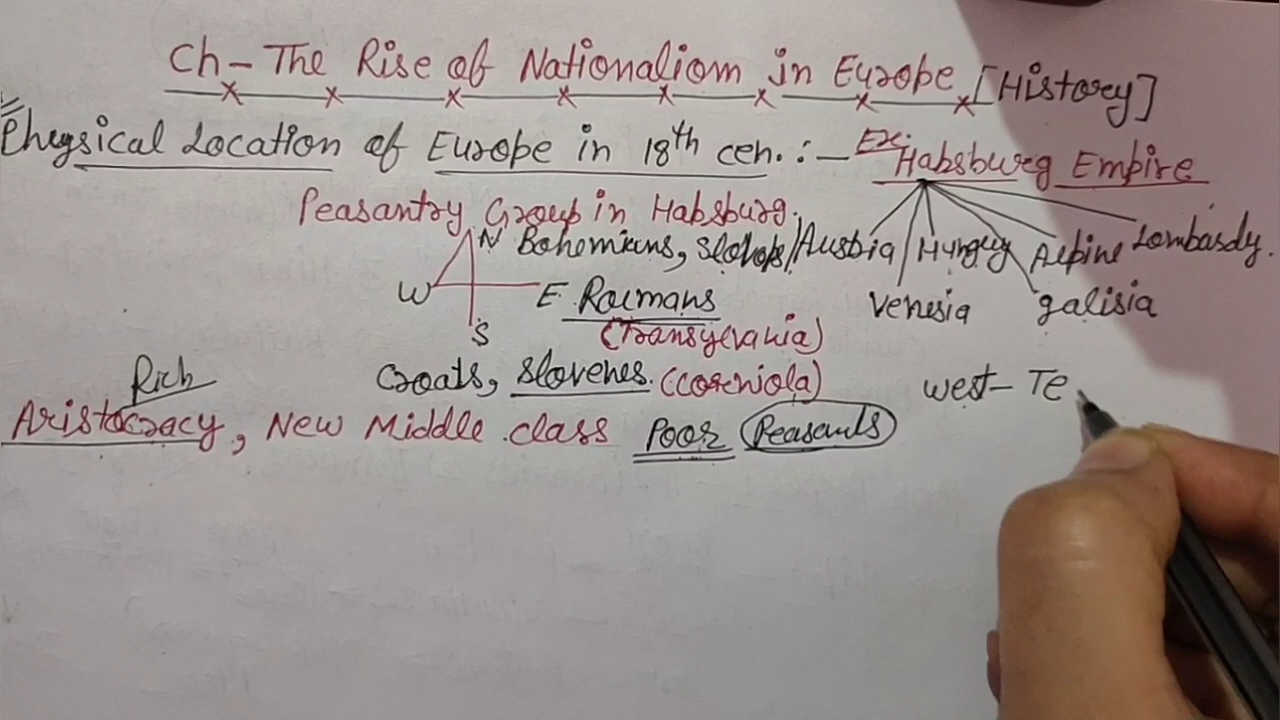 Ch - The Rise of Nationaliom in Europe [History]
Physical Location of Europe in 18th cen. :- Ex: Habsburg Empire
Peasantry Group in Habsburg.
N Bohemians, Slovaks/Austria Hungry Alpine Lombardy.
W E Roumans Venesia galisia
(Transylvania)
S
Rich Croats, Slovenes. (corniola) west - Te
Aristocracy, New Middle class Poor Peasants